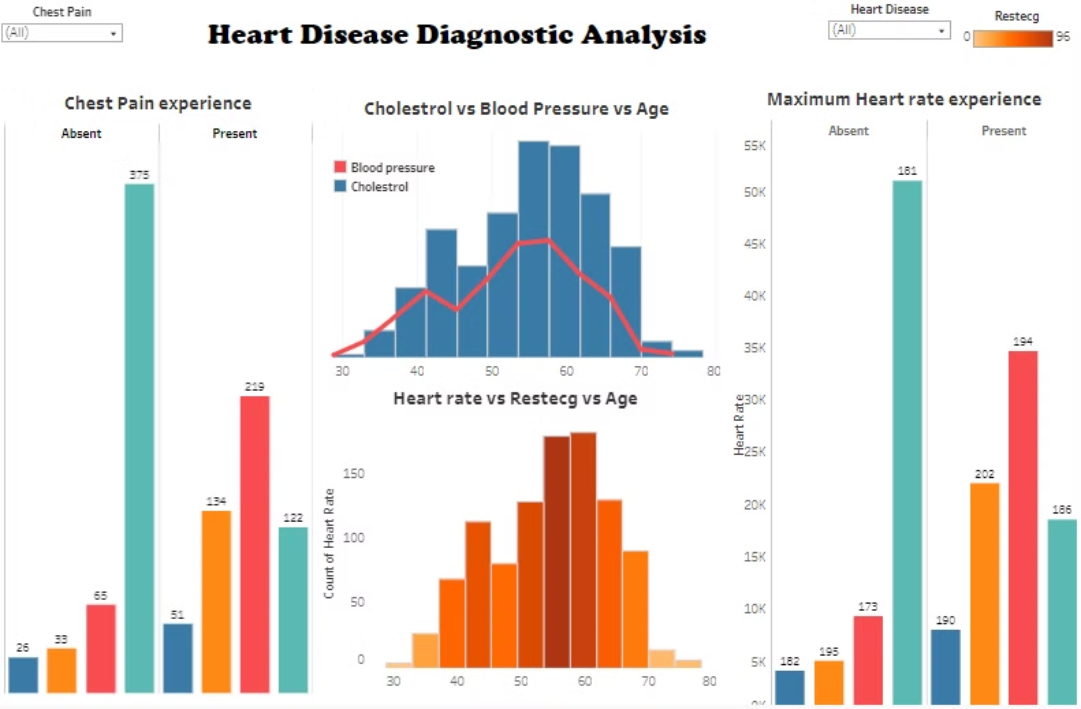 Chest Pain
(All)
Heart Disease Diagnostic Analysis
Heart Disease
(All)
Restecg
0 96
Chest Pain experience
Absent Present
375
219
134
122
65
51
33
26
Cholestrol vs Blood Pressure vs Age
Blood pressure
Cholestrol
30 40 50 60 70 80
Heart rate vs Restecg vs Age
Count of Heart Rate
150
100
50
0
30 40 50 60 70 80
Maximum Heart rate experience
Absent Present
Heart Rate
55K
50K
45K
40K
35K
30K
25K
20K
15K
10K
5K
0K
181
194
202
186
173
190
195
182